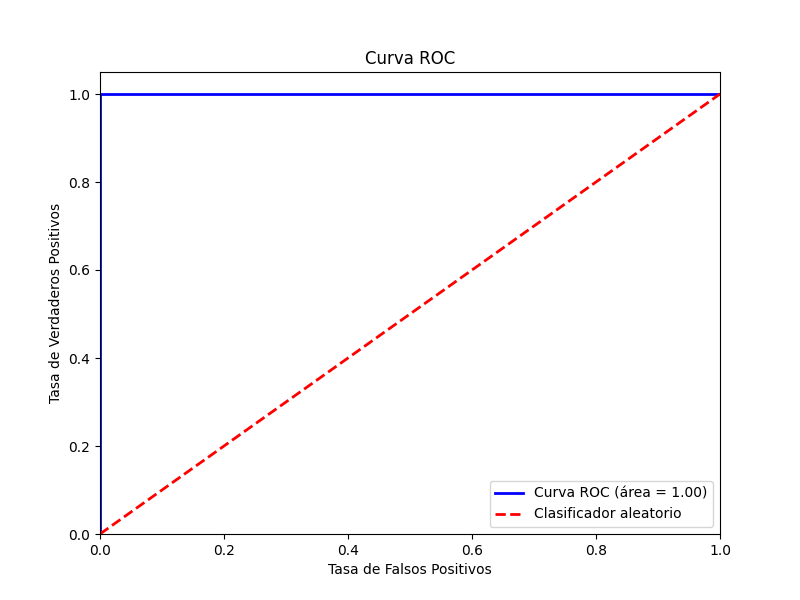 Curva ROC
1.0
0.8
0.6
0.4
0.2
0.0
Tasa de Verdaderos Positivos
Curva ROC (área = 1.00)
Clasificador aleatorio
0.0 0.2 0.4 0.6 0.8 1.0
Tasa de Falsos Positivos